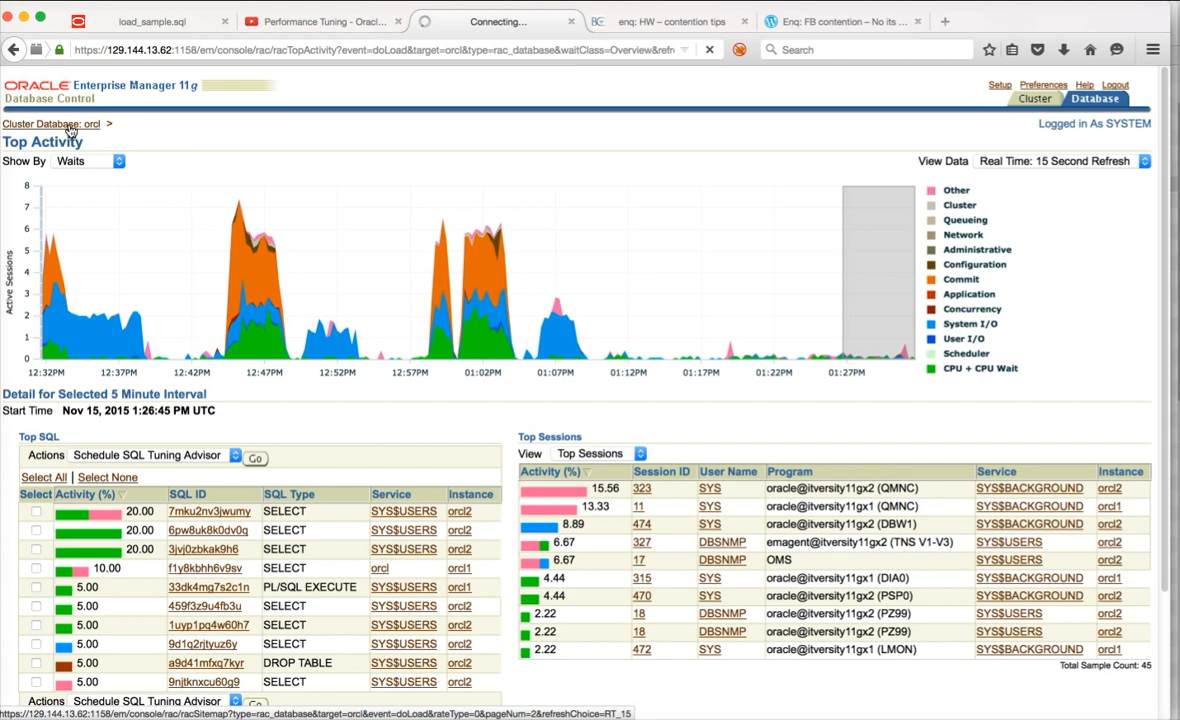 load_sample.sql
Performance Tuning - Oracl...
Connecting...
enq: HW – contention tips
Enq: FB contention – No its ...
https://129.144.13.62:1158/em/console/rac/racTopActivity?event=doLoad&target=orcl&type=rac_database&waitClass=Overview&refr
Search
ORACLE Enterprise Manager 11g
Database Control
Setup Preferences Help Logout
Cluster Database
Cluster Database: orcl >
Logged in As SYSTEM
Top Activity
Show By Waits
View Data Real Time: 15 Second Refresh
Active Sessions
8
7
6
5
4
3
2
1
0
12:32PM 12:37PM 12:42PM 12:47PM 12:52PM 12:57PM 01:02PM 01:07PM 01:12PM 01:17PM 01:22PM 01:27PM
Other
Cluster
Queueing
Network
Administrative
Configuration
Commit
Application
Concurrency
System I/O
User I/O
Scheduler
CPU + CPU Wait
Detail for Selected 5 Minute Interval
Start Time Nov 15, 2015 1:26:45 PM UTC
Top SQL
Actions Schedule SQL Tuning Advisor Go
Select All | Select None
Select Activity (%) SQL ID SQL Type Service Instance
20.00 7mku2nv3jwumy SELECT SYS$USERS orcl2
20.00 6pw8uk8k0dv0q SELECT SYS$USERS orcl2
20.00 3jvj0zbkak9h6 SELECT SYS$USERS orcl2
10.00 f1y8kbhh6v9sv SELECT orcl orcl1
5.00 33dk4mg7s2c1n PL/SQL EXECUTE SYS$USERS orcl1
5.00 459f3z9u4fb3u SELECT SYS$USERS orcl2
5.00 1uyp1pq4w60h7 SELECT SYS$USERS orcl2
5.00 9d1q2rjtyuz6y SELECT SYS$USERS orcl2
5.00 a9d41mfxq7kyr DROP TABLE SYS$USERS orcl2
5.00 9njtknxcu60g9 SELECT SYS$USERS orcl2
Actions Schedule SQL Tuning Advisor Go
Top Sessions
View Top Sessions
Activity (%) Session ID User Name Program Service Instance
15.56 323 SYS oracle@itversity11gx2 (QMNC) SYS$BACKGROUND orcl2
13.33 11 SYS oracle@itversity11gx1 (QMNC) SYS$BACKGROUND orcl1
8.89 474 SYS oracle@itversity11gx2 (DBW1) SYS$BACKGROUND orcl2
6.67 327 DBSNMP emagent@itversity11gx2 (TNS V1-V3) SYS$USERS orcl2
6.67 17 DBSNMP OMS SYS$USERS orcl2
4.44 315 SYS oracle@itversity11gx1 (DIA0) SYS$BACKGROUND orcl1
4.44 470 SYS oracle@itversity11gx2 (PSP0) SYS$BACKGROUND orcl2
2.22 18 DBSNMP oracle@itversity11gx2 (PZ99) SYS$USERS orcl2
2.22 18 DBSNMP oracle@itversity11gx2 (PZ99) SYS$USERS orcl2
2.22 472 SYS oracle@itversity11gx1 (LMON) SYS$BACKGROUND orcl1
Total Sample Count: 45
https://129.144.13.62:1158/em/console/rac/racSitemap?type=rac_database&target=orcl&event=doLoad&rateType=0&pageNum=2&refreshChoice=RT_15